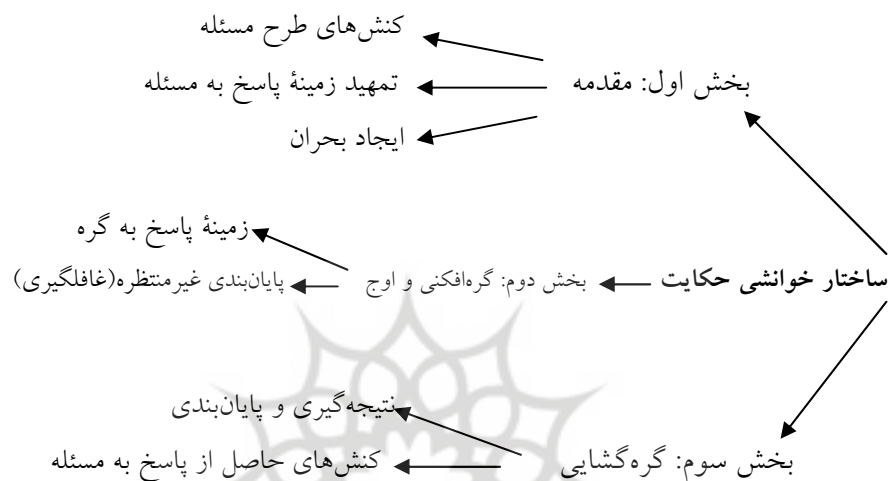 کنش‌های طرح مسئله
بخش اول: مقدمه
تمهید زمینۀ پاسخ به مسئله
ایجاد بحران
زمینۀ پاسخ به گره
ساختار خوانشی حکایت
بخش دوم: گره‌افکنی و اوج
پایان‌بندی غیرمنتظره(غافلگیری)
نتیجه‌گیری و پایان‌بندی
بخش سوم: گره‌گشایی
کنش‌های حاصل از پاسخ به مسئله